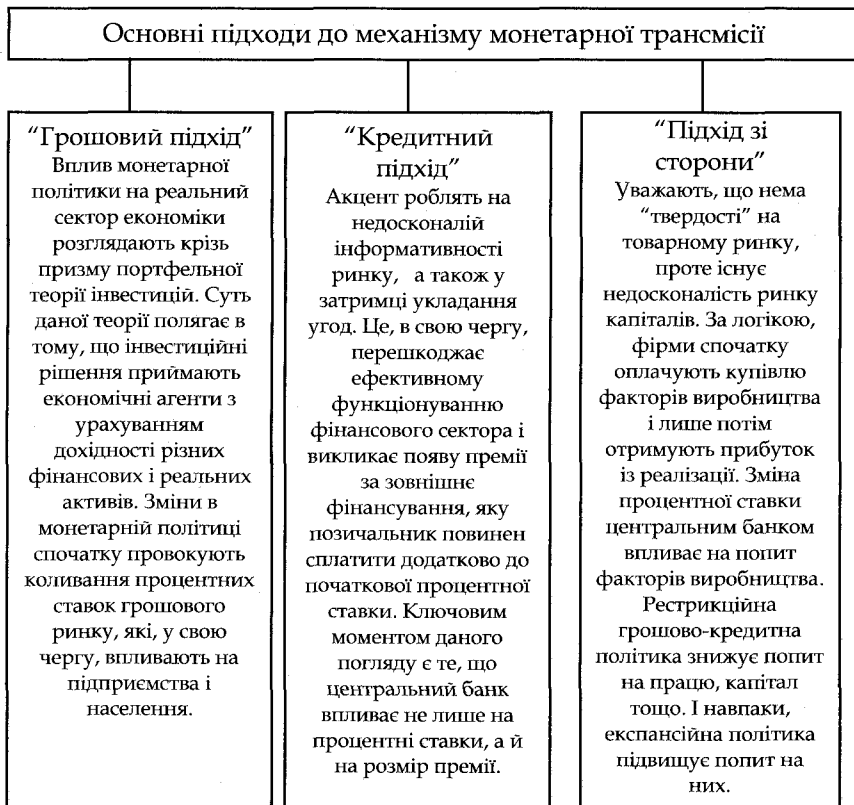 Основні підходи до механізму монетарної трансмісії
“Грошовий підхід”
Вплив монетарної
політики на реальний
сектор економіки
розглядають крізь
призму портфельної
теорії інвестицій. Суть
даної теорії полягає в
тому, що інвестиційні
рішення приймають
економічні агенти з
урахуванням
дохідності різних
фінансових і реальних
активів. Зміни в
монетарній політиці
спочатку провокують
коливання процентних
ставок грошового
ринку, які, у свою
чергу, впливають на
підприємства і
населення.
“Кредитний
підхід”
Акцент роблять на
недосконалій
інформативності
ринку, а також у
затримці укладання
угод. Це, в свою чергу,
перешкоджає
ефективному
функціонуванню
фінансового сектора і
викликає появу премії
за зовнішнє
фінансування, яку
позичальник повинен
сплатити додатково до
початкової процентної
ставки. Ключовим
моментом даного
погляду є те, що
центральний банк
впливає не лише на
процентні ставки, а й
на розмір премії.
“Підхід зі
сторони”
Уважають, що нема
“твердості” на
товарному ринку,
проте існує
недосконалість ринку
капіталів. За логікою,
фірми спочатку
оплачують купівлю
факторів виробництва
і лише потім
отримують прибуток
із реалізації. Зміна
процентної ставки
центральним банком
впливає на попит
факторів виробництва.
Рестрикційна
грошово-кредитна
політика знижує попит
на працю, капітал
тощо. І навпаки,
експансійна політика
підвищує попит на
них.